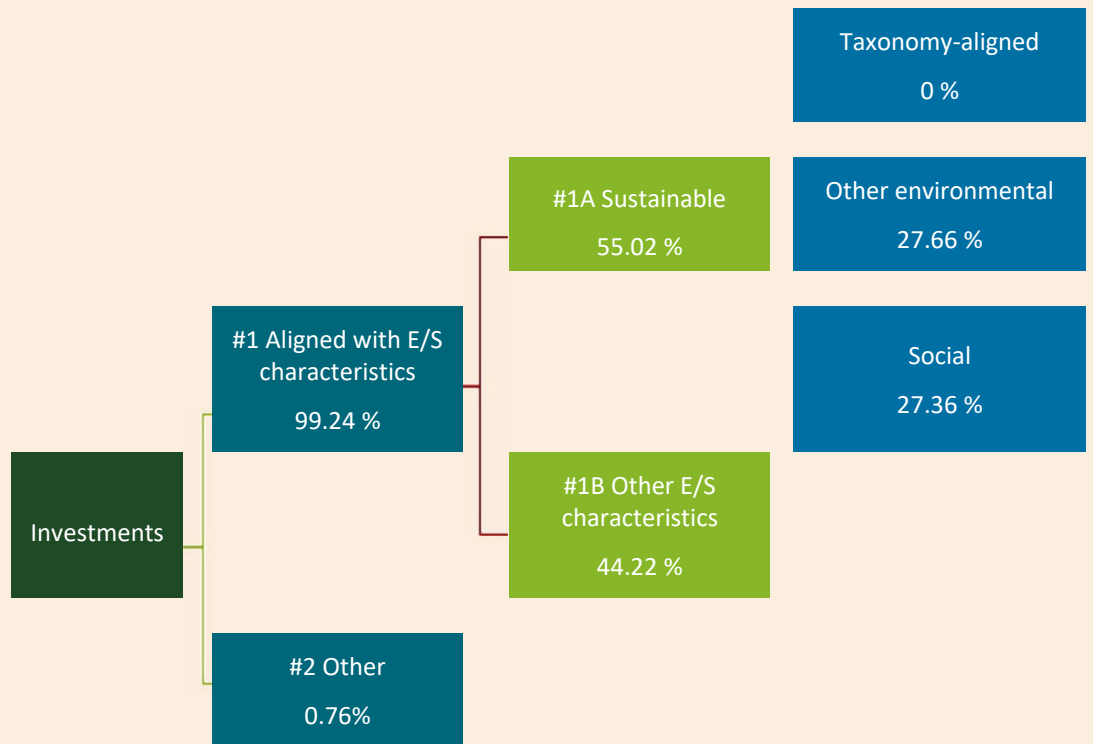 Investments
#1 Aligned with E/S
characteristics
99.24 %
#2 Other
0.76%
#1A Sustainable
55.02 %
#1B Other E/S
characteristics
44.22 %
Taxonomy-aligned
0 %
Other environmental
27.66 %
Social
27.36 %